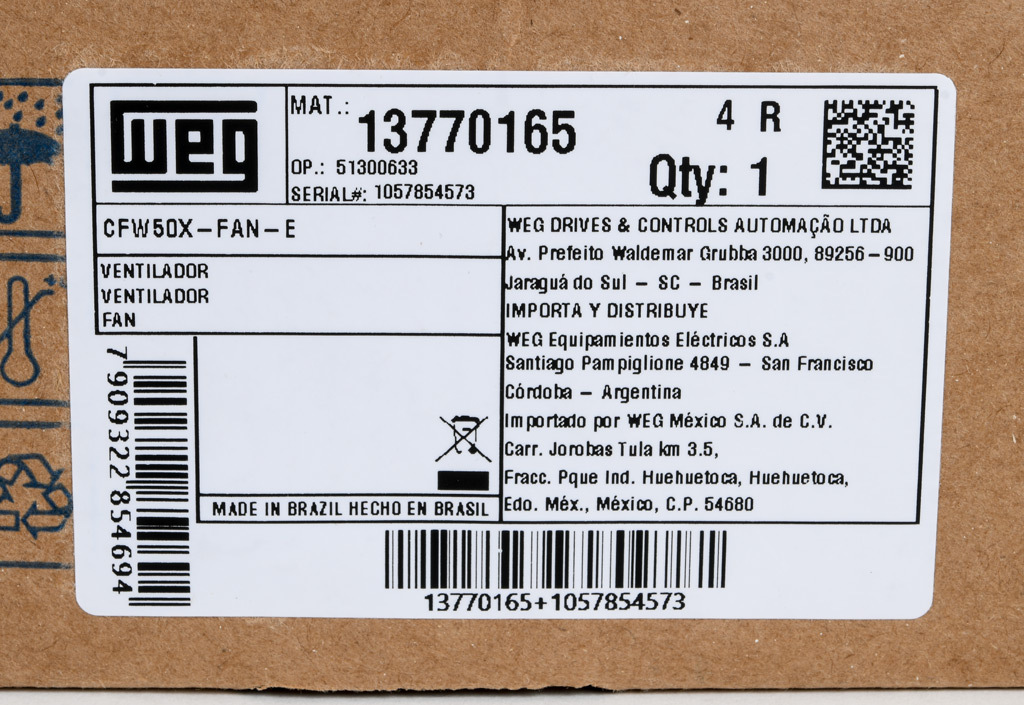 weg
MAT.: 13770165
4 R
OP.: 51300633
SERIAL#: 1057854573
Qty: 1
CFW50X-FAN-E
VENTILADOR
VENTILADOR
FAN
WEG DRIVES & CONTROLS AUTOMAÇÃO LTDA
Av. Prefeito Waldemar Grubba 3000, 89256-900
Jaraguá do Sul - SC - Brasil
IMPORTA Y DISTRIBUYE
WEG Equipamientos Eléctricos S.A
Santiago Pampiglione 4849 - San Francisco
Córdoba - Argentina
Importado por WEG México S.A. de C.V.
Carr. Jorobas Tula km 3.5,
Fracc. Pque Ind. Huehuetoca, Huehuetoca,
Edo. Méx., México, C.P. 54680
MADE IN BRAZIL HECHO EN BRASIL
7 909322 854694
13770165+1057854573